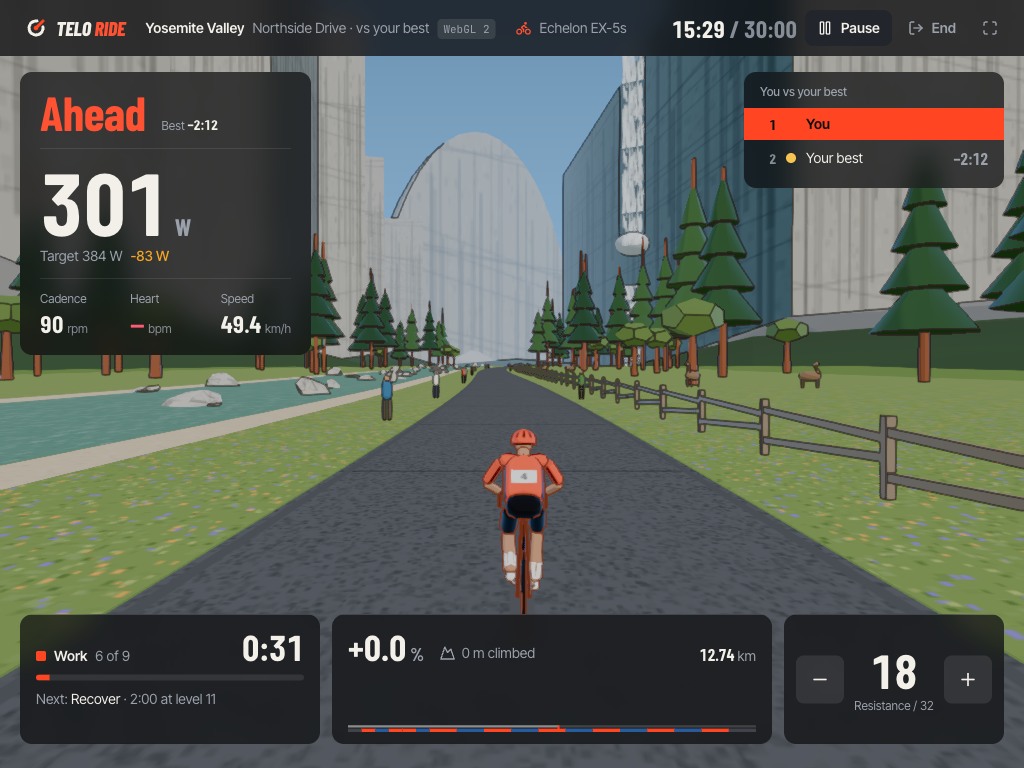 TELO RIDE Yosemite Valley Northside Drive · vs your best WebGL 2 Echelon EX-5s 15:29 / 30:00 Pause End
Ahead Best −2:12
301 W
Target 384 W -83 W
Cadence Heart Speed
90 rpm – bpm 49.4 km/h
You vs your best
1 You
2 Your best −2:12
4
Work 6 of 9 0:31
Next: Recover · 2:00 at level 11
+0.0 % 0 m climbed 12.74 km
− 18 +
Resistance / 32